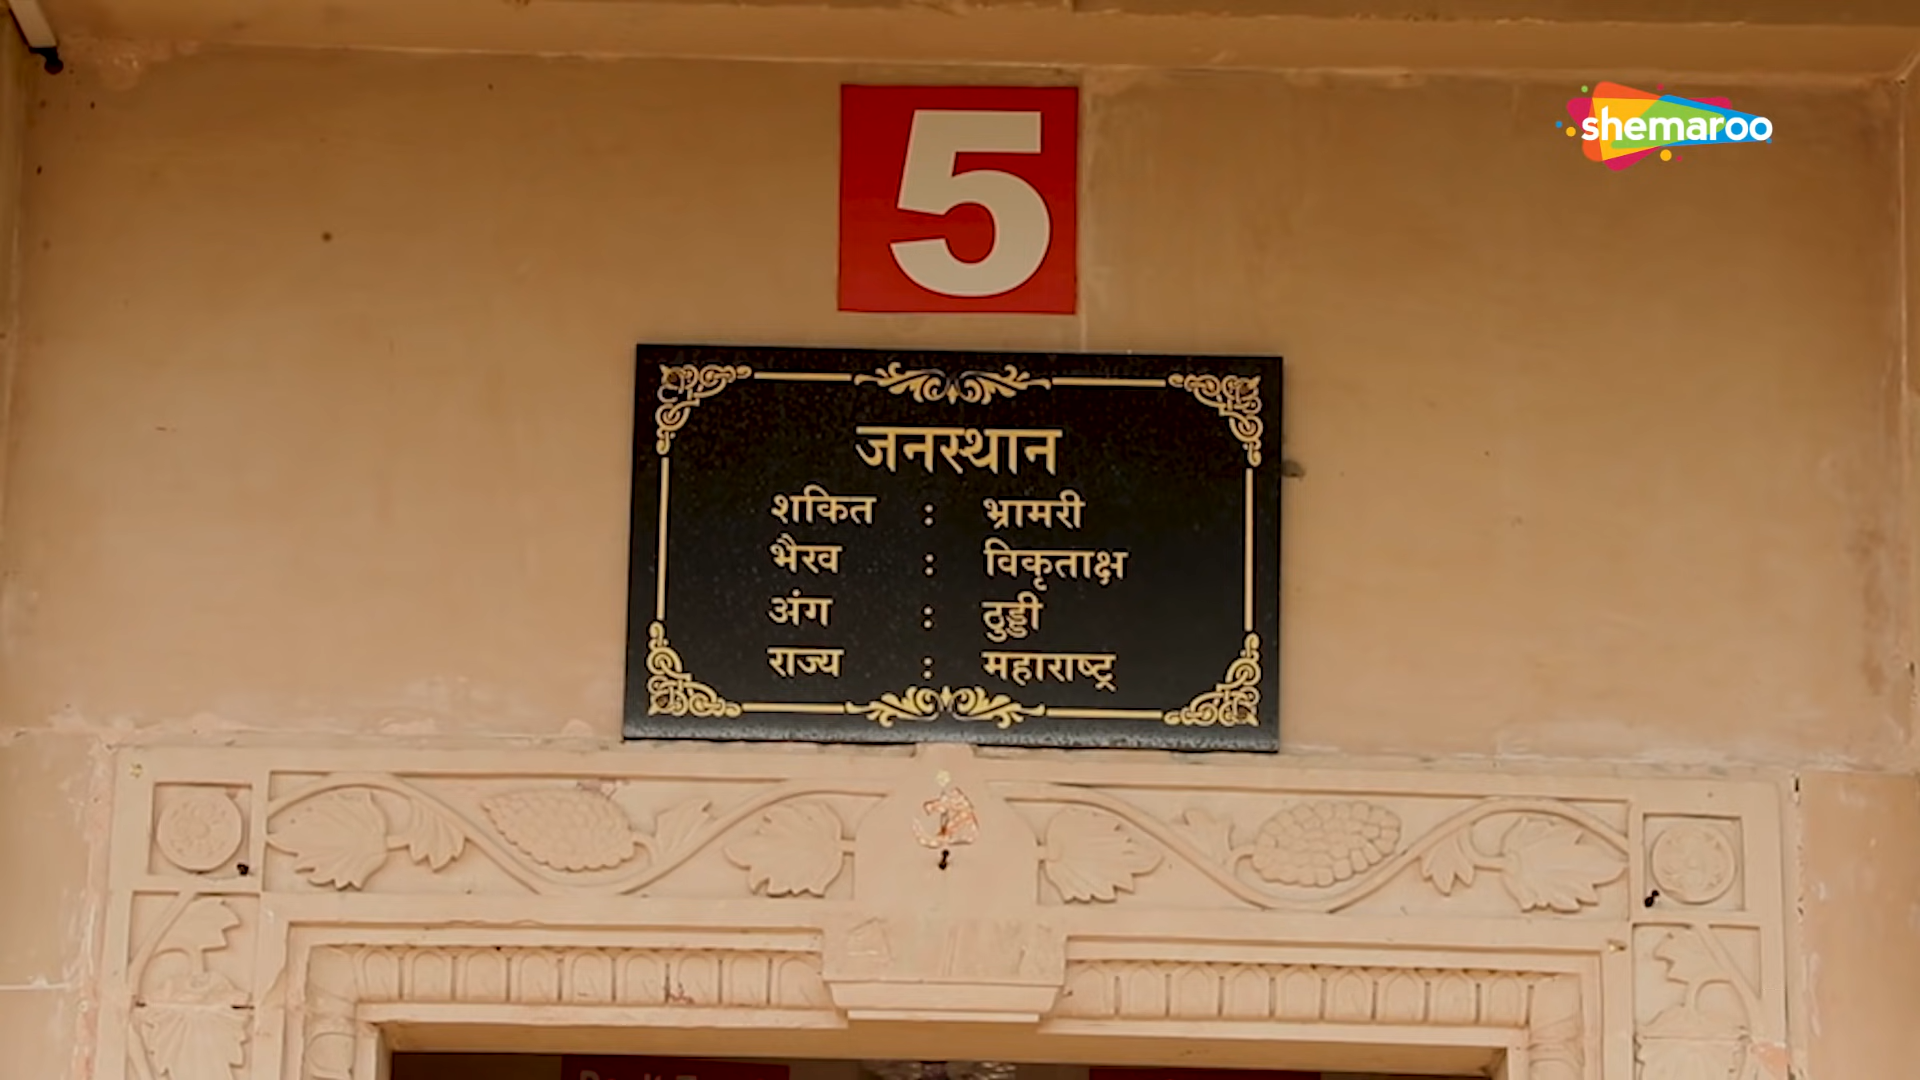 5
shemaroo
जनस्थान
शकित : भ्रामरी
भैरव : विकृताक्ष
अंग : ठुड्डी
राज्य : महाराष्ट्र